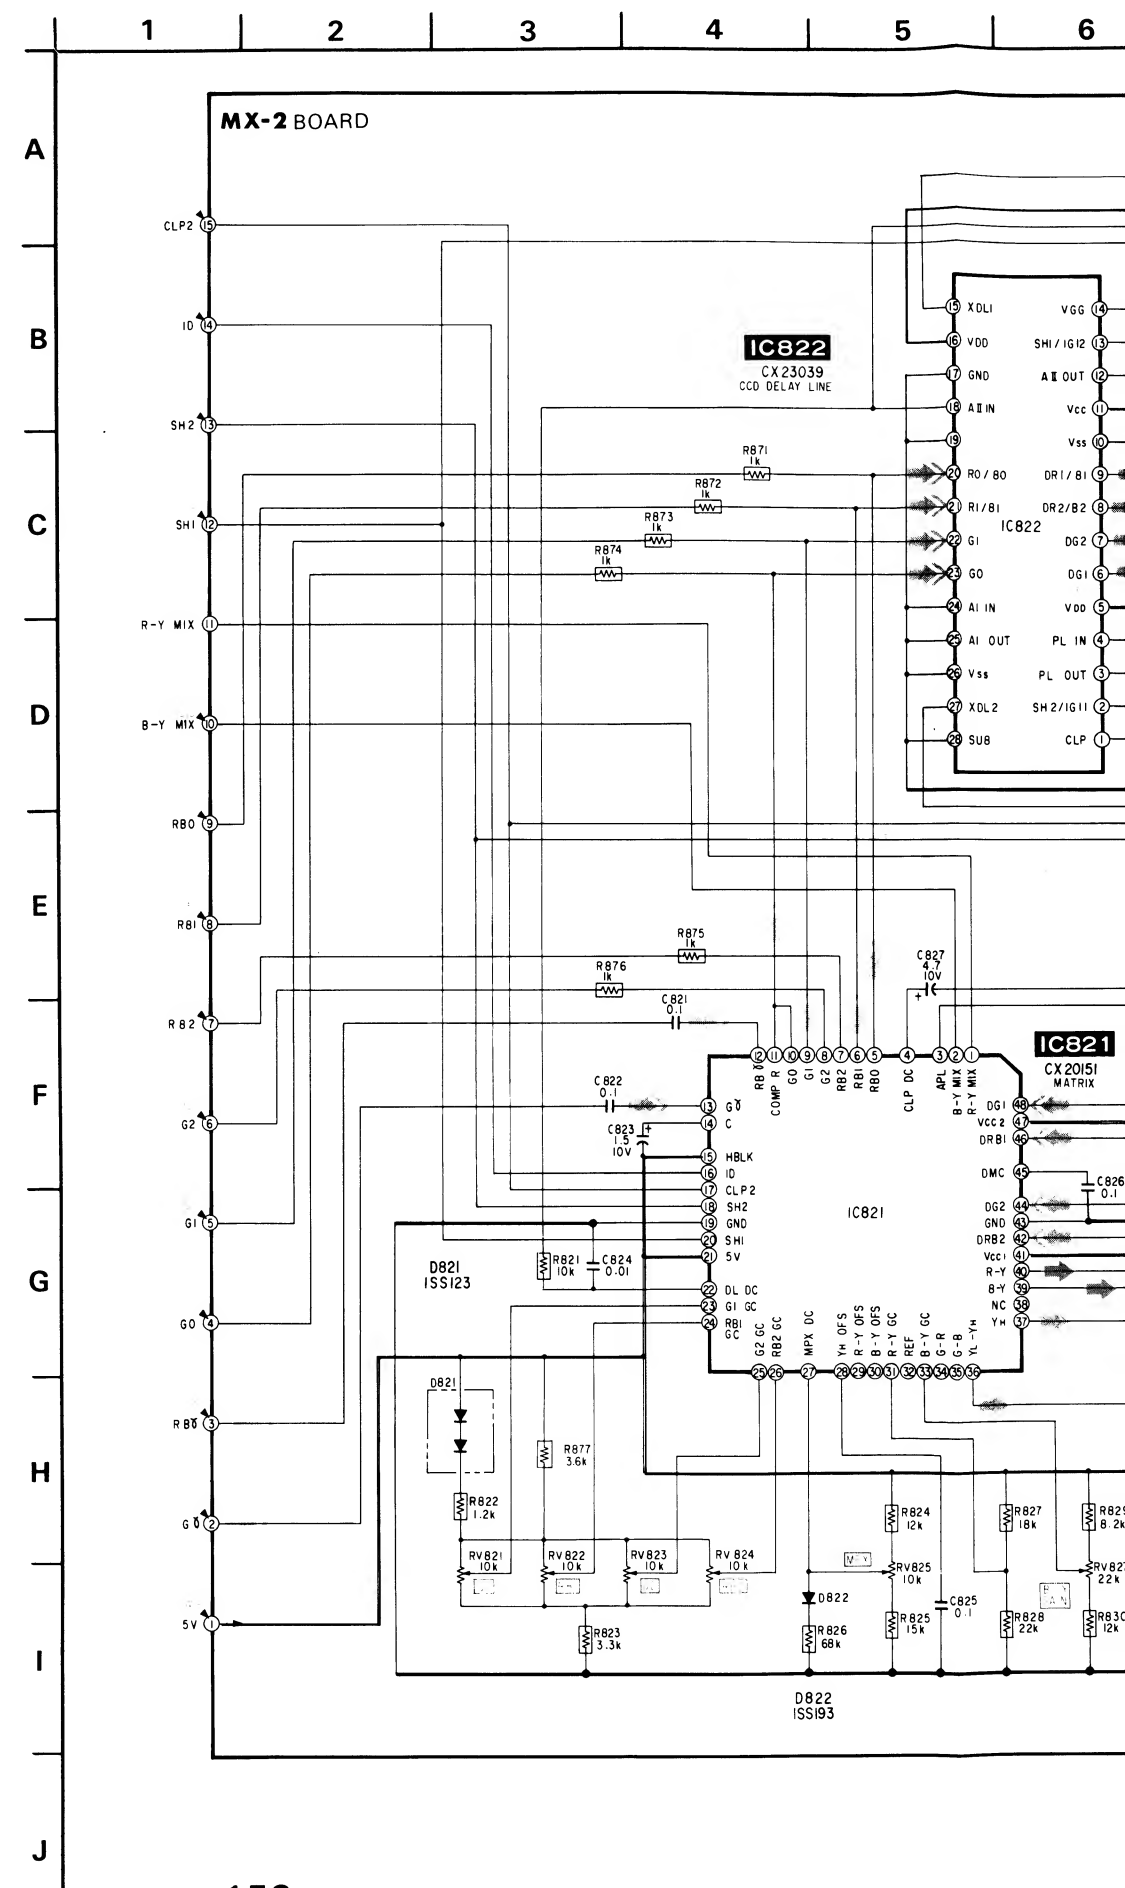 1 2 3 4 5 6
A
B
C
D
E
F
G
H
I
J
MX-2 BOARD
CLP2 15
ID 14
SH2 13
SH1 12
R-Y MIX 11
B-Y MIX 10
RB0 9
RB1 8
RB2 7
G2 6
G1 5
G0 4
RBɣ 3
Gɣ 2
5V 1
IC822
CX23039
CCD DELAY LINE
R871
1k
R872
1k
R873
1k
R874
1k
R875
1k
R876
1k
15 XDL1
16 VDD
17 GND
18 AⅡIN
19
20 R0/B0
21 R1/B1
22 G1
23 G0
24 A1 IN
25 A1 OUT
26 Vss
27 XDL2
28 SUB
IC822
VGG 14
SH1/IG12 13
AⅡOUT 12
Vcc 11
Vss 10
DR1/B1 9
DR2/B2 8
DG2 7
DG1 6
VDD 5
PL IN 4
PL OUT 3
SH2/IG11 2
CLP 1
C827
4.7
10V
+
C821
0.1
C822
0.1
C823
1.5
10V
+
IC821
CX20151
MATRIX
12 11 10 9 8 7 6 5 4 3 2 1
RBɣ
COMP R
G0
G1
G2
RB2
RB1
RB0
CLP DC
APL
B-Y MIX
R-Y MIX
13 Gɣ
14 C
15 HBLK
16 ID
17 CLP2
18 SH2
19 GND
20 SH1
21 5V
22 DL DC
23 G1 GC
24 RB1 GC
IC821
DG1 48
VCC2 47
DRB1 46
DMC 45
DG2 44
GND 43
DRB2 42
Vcc1 41
R-Y 40
B-Y 39
NC 38
YH 37
C826
0.1
G2 GC
RB2 GC
MPX DC
YH OFS
R-Y OFS
B-Y OFS
R-Y GC
REF
B-Y GC
G-R
G-B
YL-YH
25 26 27 28 29 30 31 32 33 34 35 36
D821
1SS123
R821
10k
C824
0.01
D821
R877
3.6k
R822
1.2k
RV821
10k
RV822
10k
RV823
10k
RV824
10k
R823
3.3k
D822
R826
68k
R824
12k
RV825
10k
R825
15k
C825
0.1
R827
18k
R828
22k
R829
8.2k
22k
12k
D822
1SS193